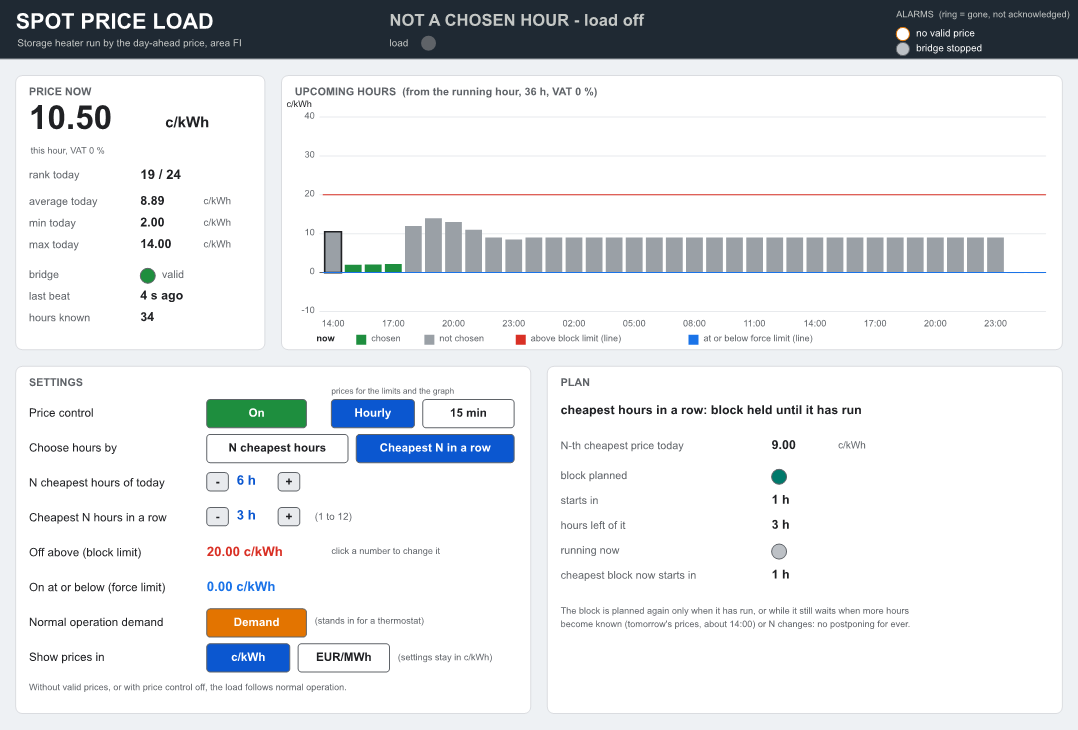 SPOT PRICE LOAD
Storage heater run by the day-ahead price, area FI
NOT A CHOSEN HOUR - load off
load
ALARMS (ring = gone, not acknowledged)
no valid price
bridge stopped
PRICE NOW
10.50 c/kWh
this hour, VAT 0 %
rank today 19 / 24
average today 8.89 c/kWh
min today 2.00 c/kWh
max today 14.00 c/kWh
bridge valid
last beat 4 s ago
hours known 34
UPCOMING HOURS (from the running hour, 36 h, VAT 0 %)
c/kWh
40
30
20
10
0
-10
14:00 17:00 20:00 23:00 02:00 05:00 08:00 11:00 14:00 17:00 20:00 23:00
now chosen not chosen above block limit (line) at or below force limit (line)
SETTINGS
prices for the limits and the graph
Price control On Hourly 15 min
Choose hours by N cheapest hours Cheapest N in a row
N cheapest hours of today - 6 h +
Cheapest N hours in a row - 3 h + (1 to 12)
Off above (block limit) 20.00 c/kWh click a number to change it
On at or below (force limit) 0.00 c/kWh
Normal operation demand Demand (stands in for a thermostat)
Show prices in c/kWh EUR/MWh (settings stay in c/kWh)
Without valid prices, or with price control off, the load follows normal operation.
PLAN
cheapest hours in a row: block held until it has run
N-th cheapest price today 9.00 c/kWh
block planned
starts in 1 h
hours left of it 3 h
running now
cheapest block now starts in 1 h
The block is planned again only when it has run, or while it still waits when more hours
become known (tomorrow's prices, about 14:00) or N changes: no postponing for ever.